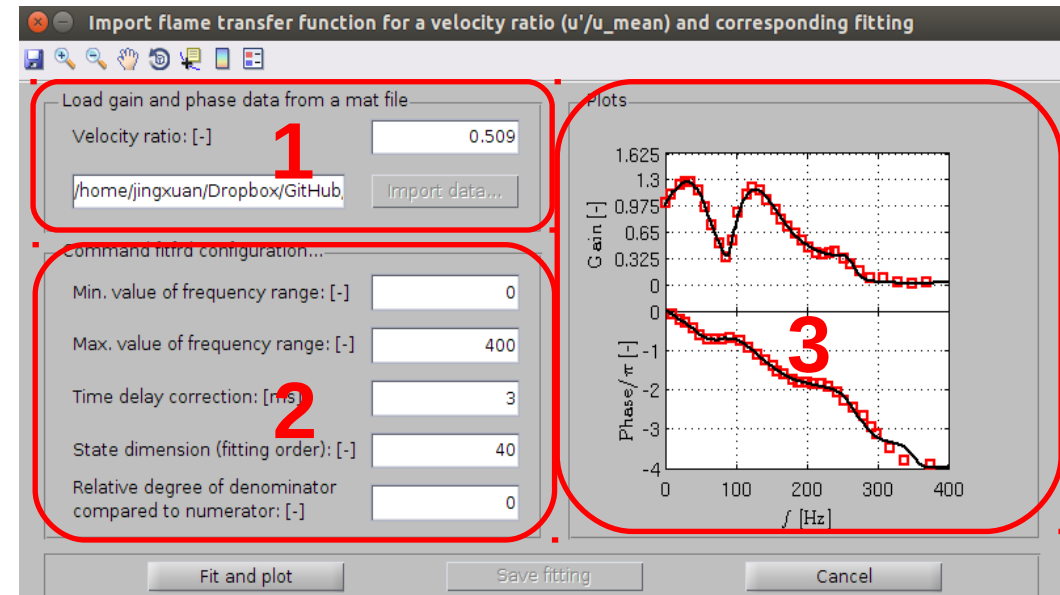 Import flame transfer function for a velocity ratio (u'/u_mean) and corresponding fitting
Load gain and phase data from a mat file
Velocity ratio: [-]
0.509
/home/jingxuan/Dropbox/GitHub,
Import data...
1
Command fitfrd configuration...
Min. value of frequency range: [-]
0
Max. value of frequency range: [-]
400
Time delay correction: [ms]
3
State dimension (fitting order): [-]
40
Relative degree of denominator
compared to numerator: [-]
0
2
Plots
1.625
1.3
0.975
0.65
0.325
0
Gain [-]
0
-1
-2
-3
-4
Phase/π [-]
0 100 200 300 400
f [Hz]
3
Fit and plot
Save fitting
Cancel